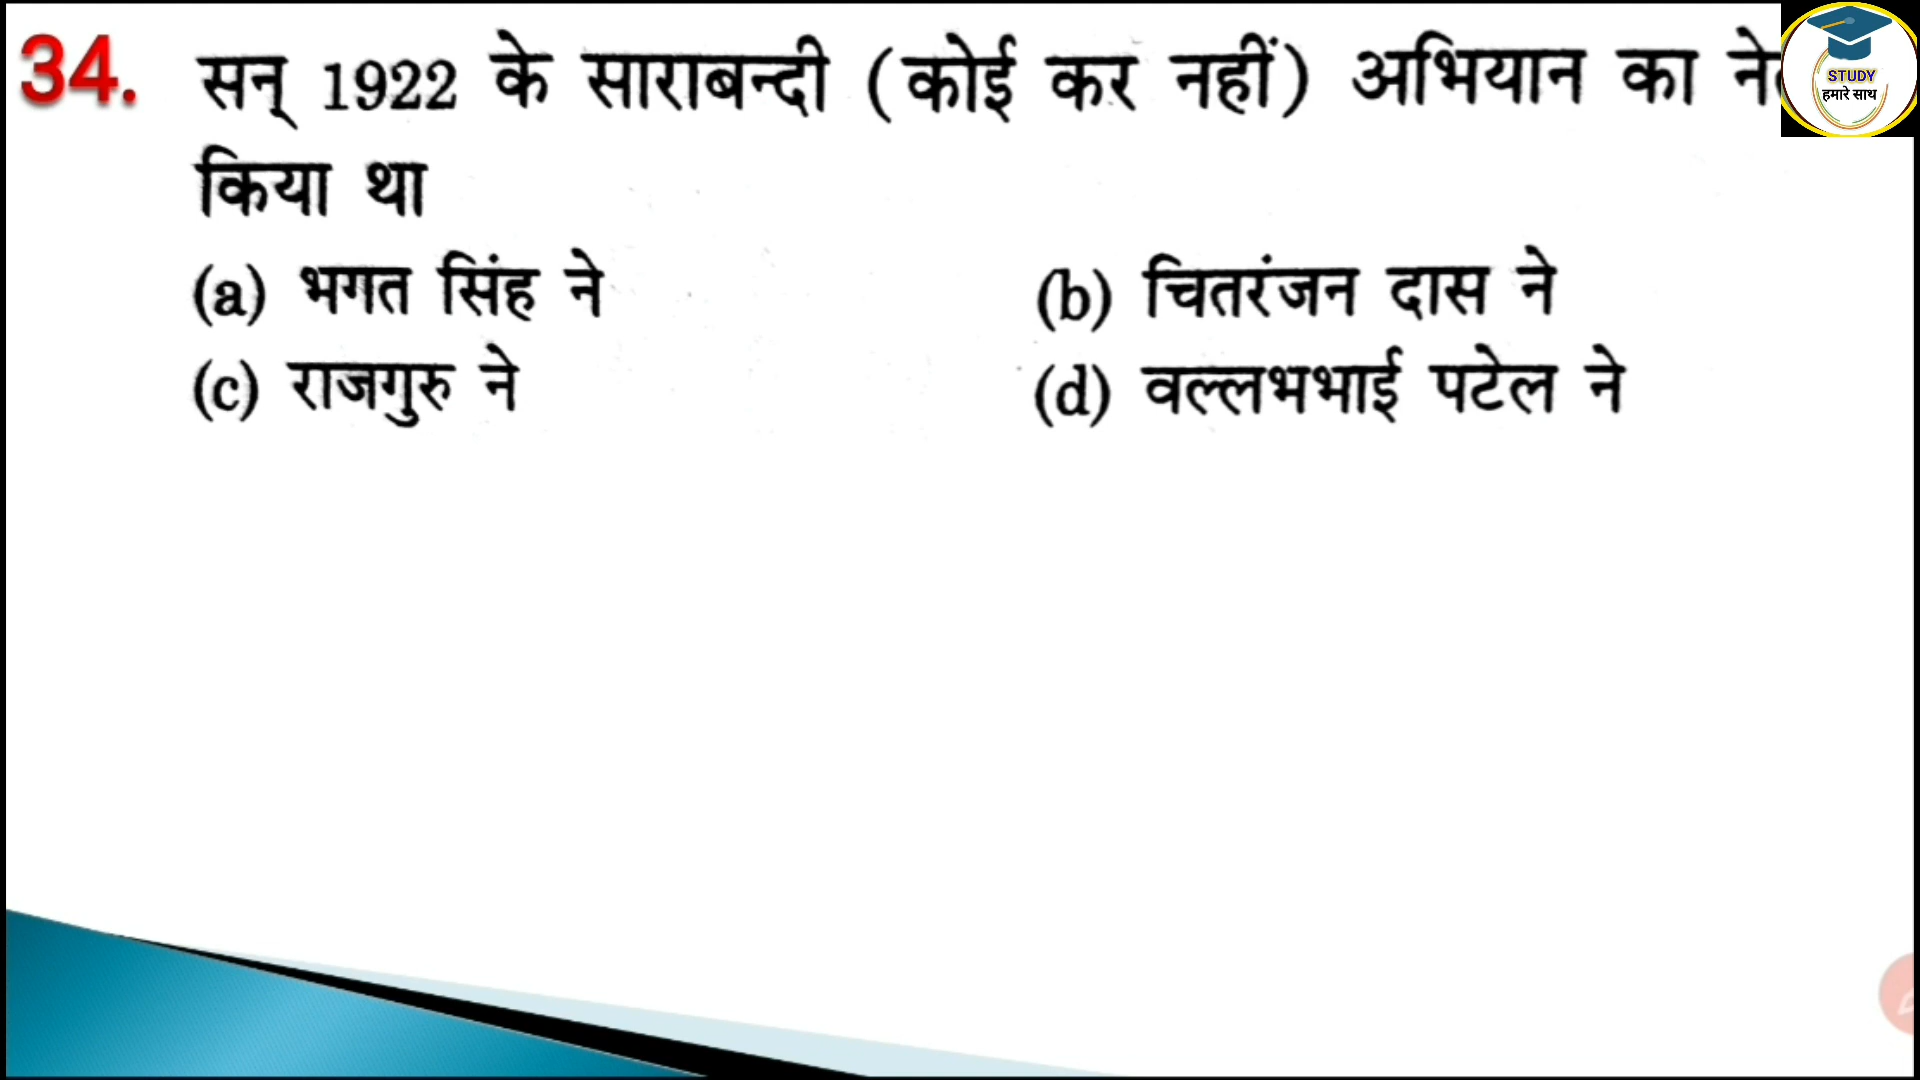 34. सन् 1922 के साराबन्दी (कोई कर नहीं) अभियान का
किया था
(a) भगत सिंह ने (b) चितरंजन दास ने
(c) राजगुरु ने (d) वल्लभभाई पटेल ने
STUDY
हमारे साथ